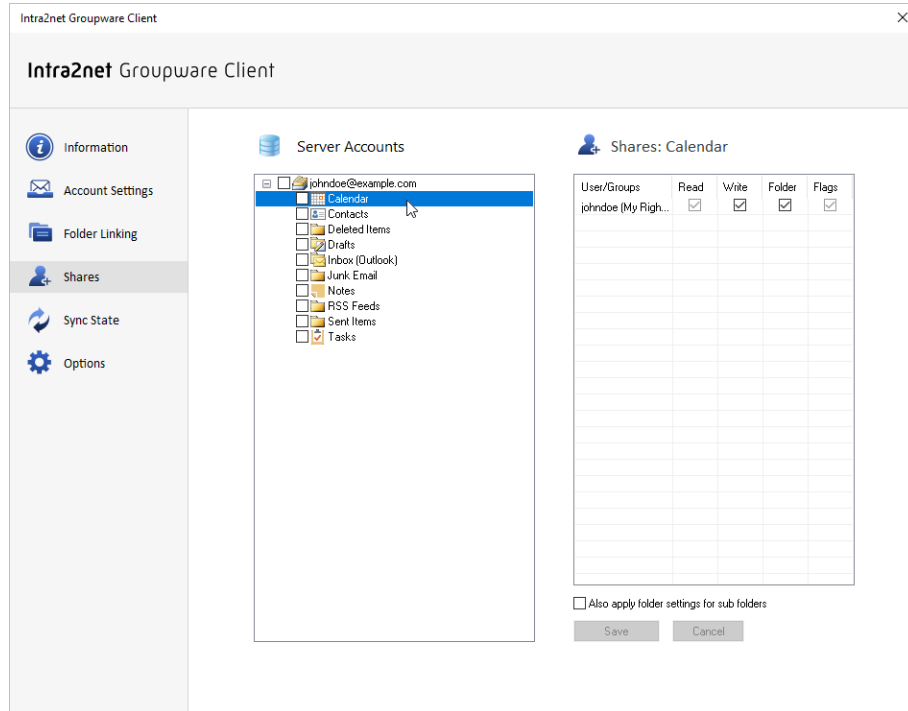 Intra2net Groupware Client
Intra2net Groupware Client
Information
Account Settings
Folder Linking
Shares
Sync State
Options
Server Accounts
johndoe@example.com
Calendar
Contacts
Deleted Items
Drafts
Inbox (Outlook)
Junk Email
Notes
RSS Feeds
Sent Items
Tasks
Shares: Calendar
User/Groups Read Write Folder Flags
johndoe (My Righ...
Also apply folder settings for sub folders
Save Cancel